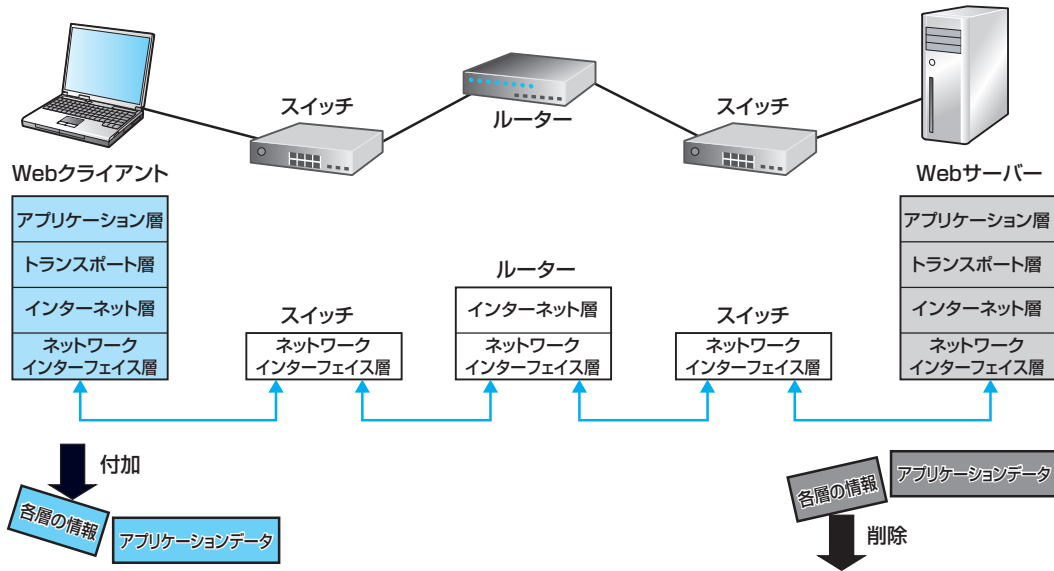 スイッチ
ルーター
スイッチ
Webクライアント
Webサーバー
アプリケーション層
トランスポート層
インターネット層
ネットワーク
インターフェイス層
スイッチ
ネットワーク
インターフェイス層
ルーター
インターネット層
ネットワーク
インターフェイス層
スイッチ
ネットワーク
インターフェイス層
アプリケーション層
トランスポート層
インターネット層
ネットワーク
インターフェイス層
付加
各層の情報
アプリケーションデータ
各層の情報
アプリケーションデータ
削除